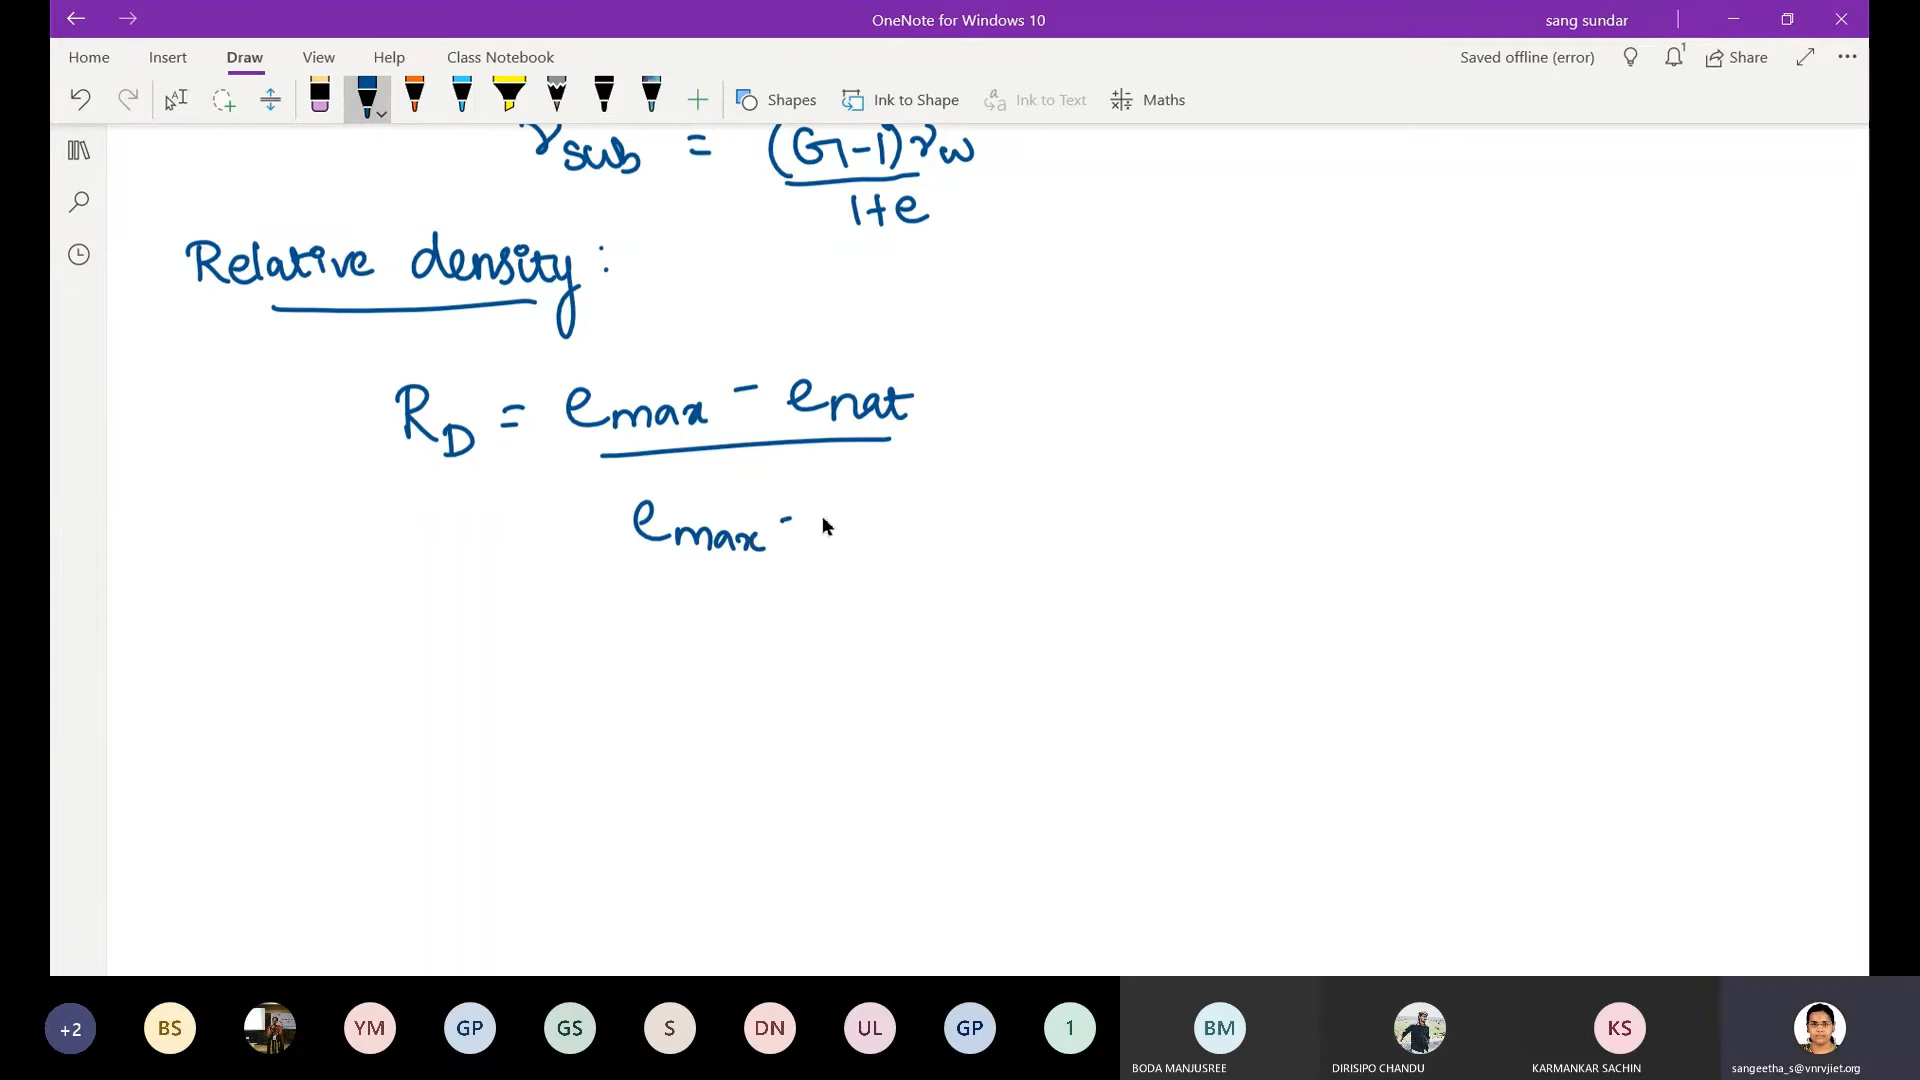 OneNote for Windows 10
sang sundar
Home Insert Draw View Help Class Notebook
Saved offline (error) 1 Share
Shapes Ink to Shape Ink to Text Maths
γsub = (G-1)γw
1+e
Relative density :
RD = emax - enat
emax -
+2 BS YM GP GS S DN UL GP 1 BM KS
BODA MANJUSREE DIRISIPO CHANDU KARMANKAR SACHIN sangeetha_s@vnrvjiet.org